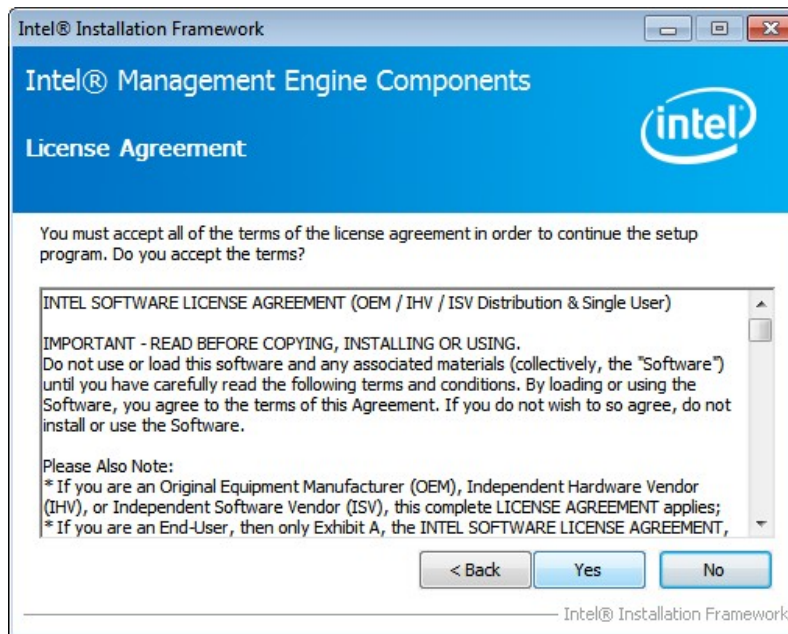 Intel® Installation Framework
Intel® Management Engine Components
License Agreement
intel
You must accept all of the terms of the license agreement in order to continue the setup
program. Do you accept the terms?
INTEL SOFTWARE LICENSE AGREEMENT (OEM / IHV / ISV Distribution & Single User)
IMPORTANT - READ BEFORE COPYING, INSTALLING OR USING.
Do not use or load this software and any associated materials (collectively, the "Software")
until you have carefully read the following terms and conditions. By loading or using the
Software, you agree to the terms of this Agreement. If you do not wish to so agree, do not
install or use the Software.
Please Also Note:
* If you are an Original Equipment Manufacturer (OEM), Independent Hardware Vendor
(IHV), or Independent Software Vendor (ISV), this complete LICENSE AGREEMENT applies;
* If you are an End-User, then only Exhibit A, the INTEL SOFTWARE LICENSE AGREEMENT,
< Back Yes No
Intel® Installation Framework